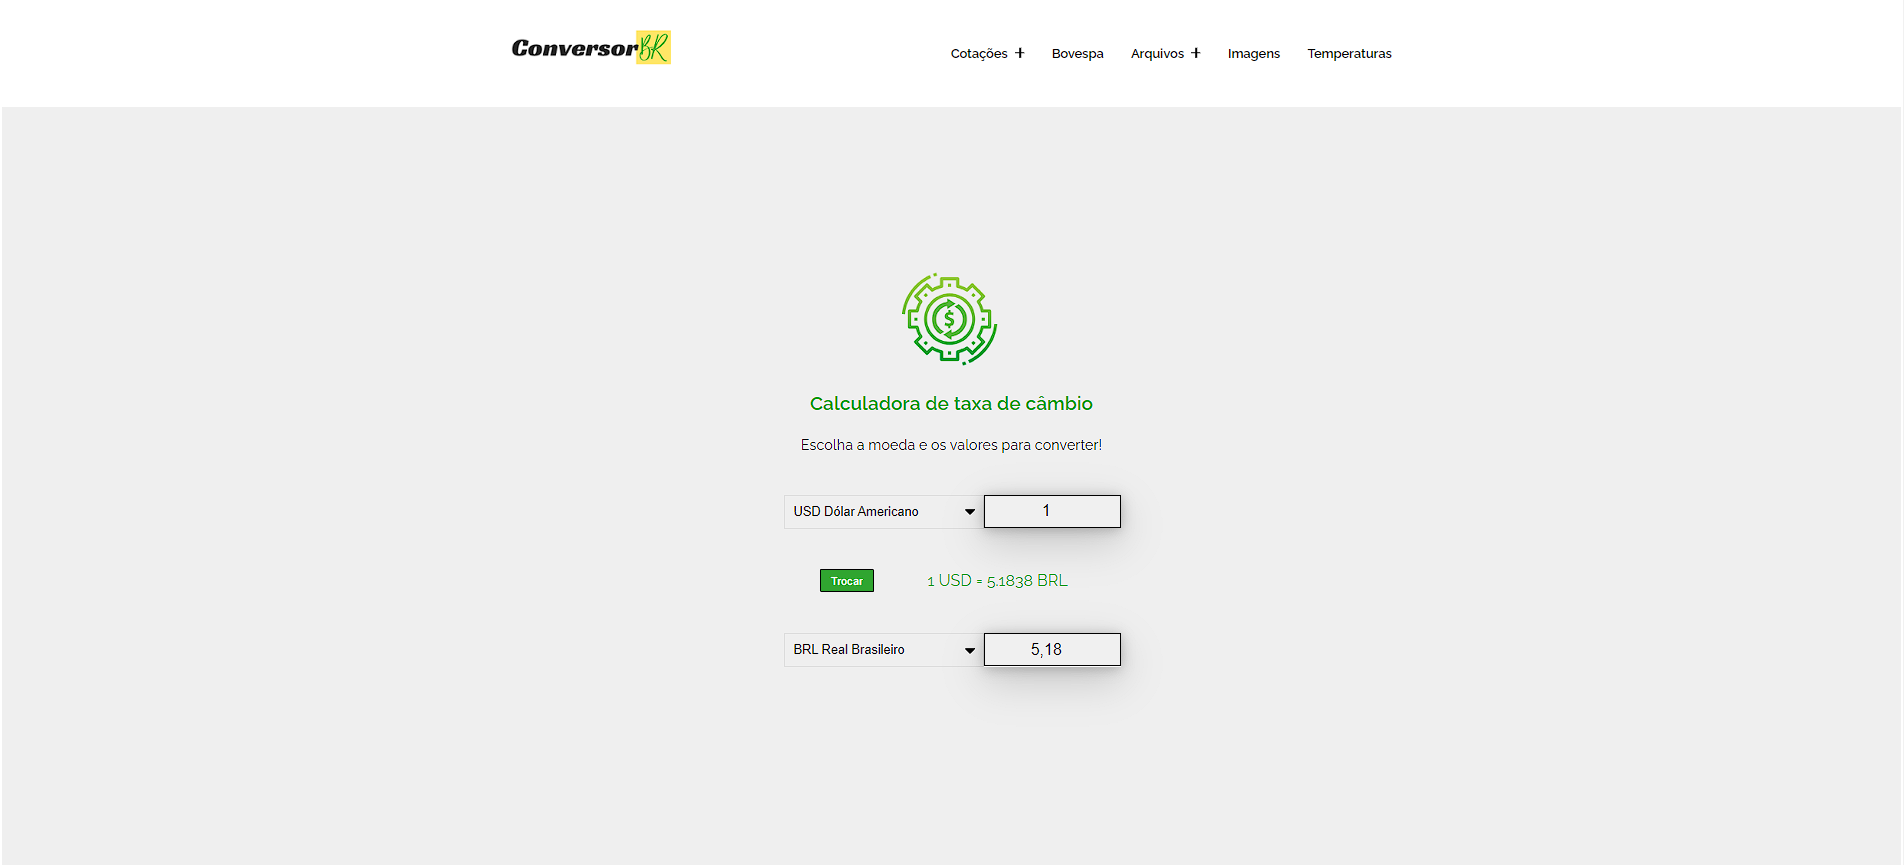 ConversorBR
Cotações + Bovespa Arquivos + Imagens Temperaturas
$
Calculadora de taxa de câmbio
Escolha a moeda e os valores para converter!
USD Dólar Americano 1
Trocar 1 USD = 5.1838 BRL
BRL Real Brasileiro 5,18